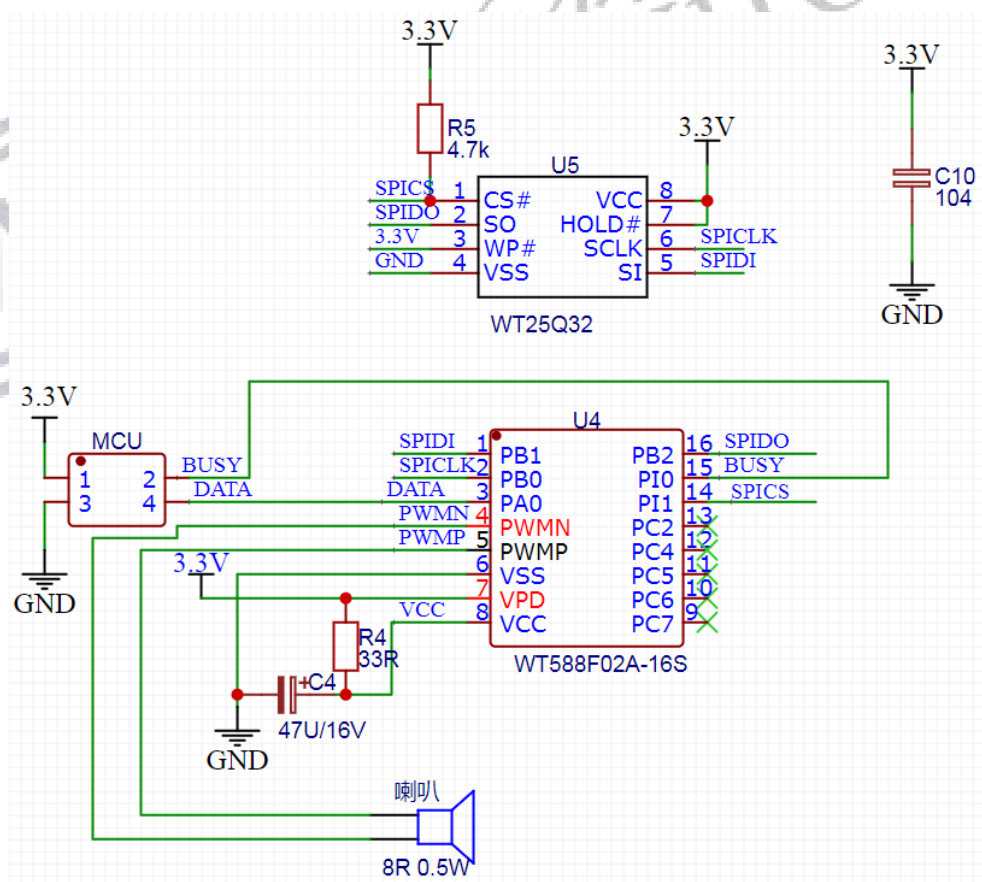 3.3V
3.3V
R5
4.7k
3.3V
U5
C10
104
SPICS 1 CS# VCC 8
SPIDO 2 SO HOLD# 7
3.3V 3 WP# SCLK 6 SPICLK
GND 4 VSS SI 5 SPIDI
WT25Q32
GND
3.3V
MCU
1 2 BUSY
3 4 DATA
GND
U4
SPIDI 1 PB1 PB2 16 SPIDO
SPICLK 2 PB0 PI0 15 BUSY
DATA 3 PA0 PI1 14 SPICS
PWMN 4 PWMN PC2 13
PWMP 5 PWMP PC4 12
6 VSS PC5 11
3.3V 7 VPD PC6 10
VCC 8 VCC PC7 9
WT588F02A-16S
R4
33R
+C4
47U/16V
GND
喇叭
8R 0.5W